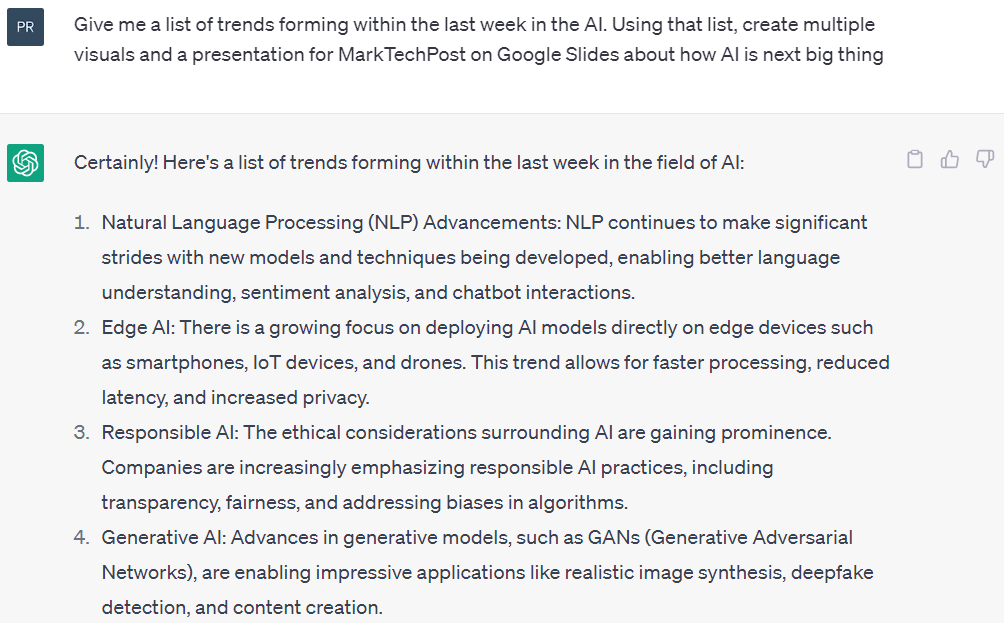 PR
Give me a list of trends forming within the last week in the AI. Using that list, create multiple
visuals and a presentation for MarkTechPost on Google Slides about how AI is next big thing
Certainly! Here's a list of trends forming within the last week in the field of AI:
1. Natural Language Processing (NLP) Advancements: NLP continues to make significant
strides with new models and techniques being developed, enabling better language
understanding, sentiment analysis, and chatbot interactions.
2. Edge AI: There is a growing focus on deploying AI models directly on edge devices such
as smartphones, IoT devices, and drones. This trend allows for faster processing, reduced
latency, and increased privacy.
3. Responsible AI: The ethical considerations surrounding AI are gaining prominence.
Companies are increasingly emphasizing responsible AI practices, including
transparency, fairness, and addressing biases in algorithms.
4. Generative AI: Advances in generative models, such as GANs (Generative Adversarial
Networks), are enabling impressive applications like realistic image synthesis, deepfake
detection, and content creation.